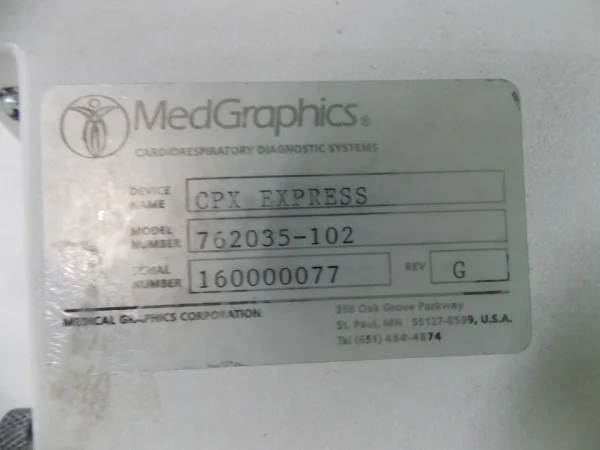 MedGraphics®
CARDIORESPIRATORY DIAGNOSTIC SYSTEMS
DEVICE NAME CPX EXPRESS
MODEL NUMBER 762035-102
SERIAL NUMBER 160000077 REV G
MEDICAL GRAPHICS CORPORATION
350 Oak Grove Parkway
St. Paul, MN 55127-8599, U.S.A.
Tel (651) 484-4874